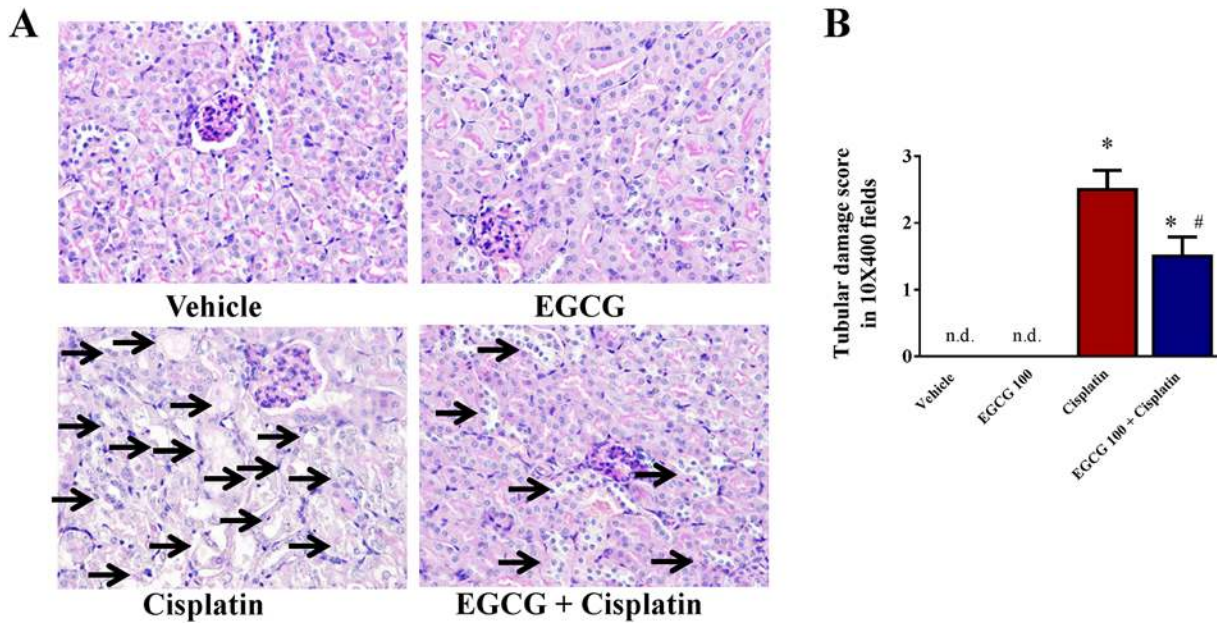 A
B
Vehicle
EGCG
Cisplatin
EGCG + Cisplatin
Tubular damage score
in 10X400 fields
3
2
1
0
n.d.
n.d.
*
* #
Vehicle
EGCG 100
Cisplatin
EGCG 100 + Cisplatin